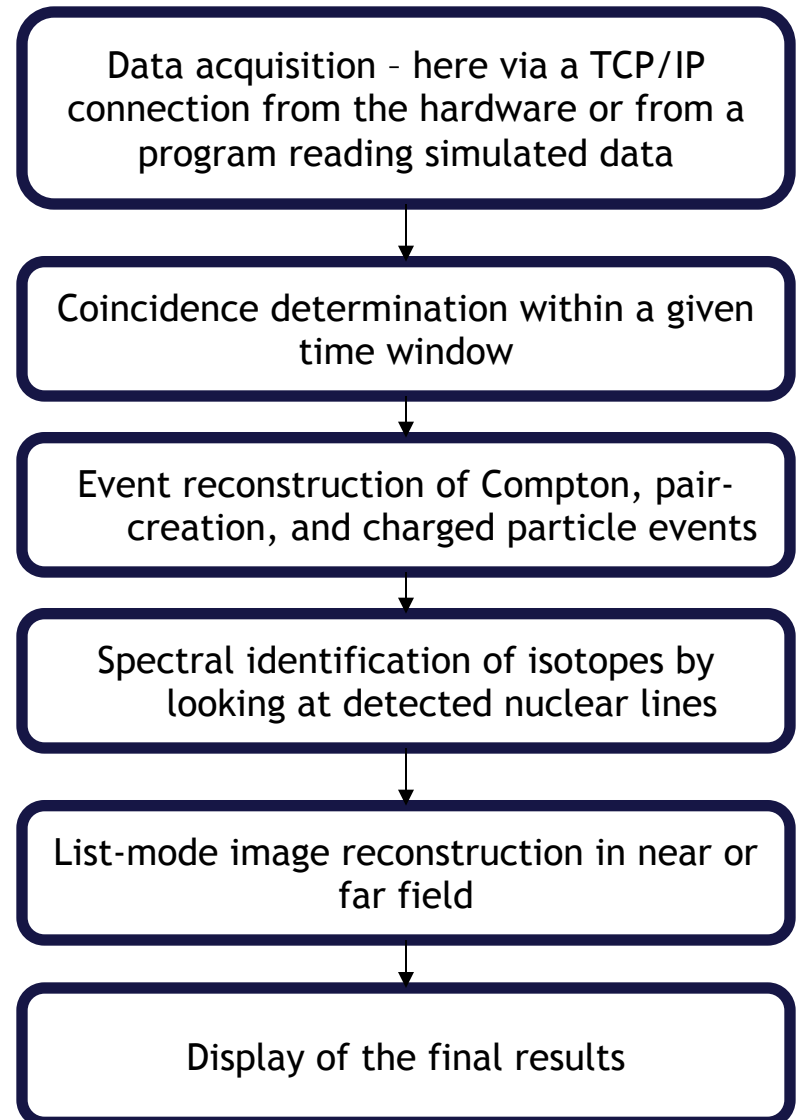 Data acquisition – here via a TCP/IP
connection from the hardware or from a
program reading simulated data
Coincidence determination within a given
time window
Event reconstruction of Compton, pair-
creation, and charged particle events
Spectral identification of isotopes by
looking at detected nuclear lines
List-mode image reconstruction in near or
far field
Display of the final results